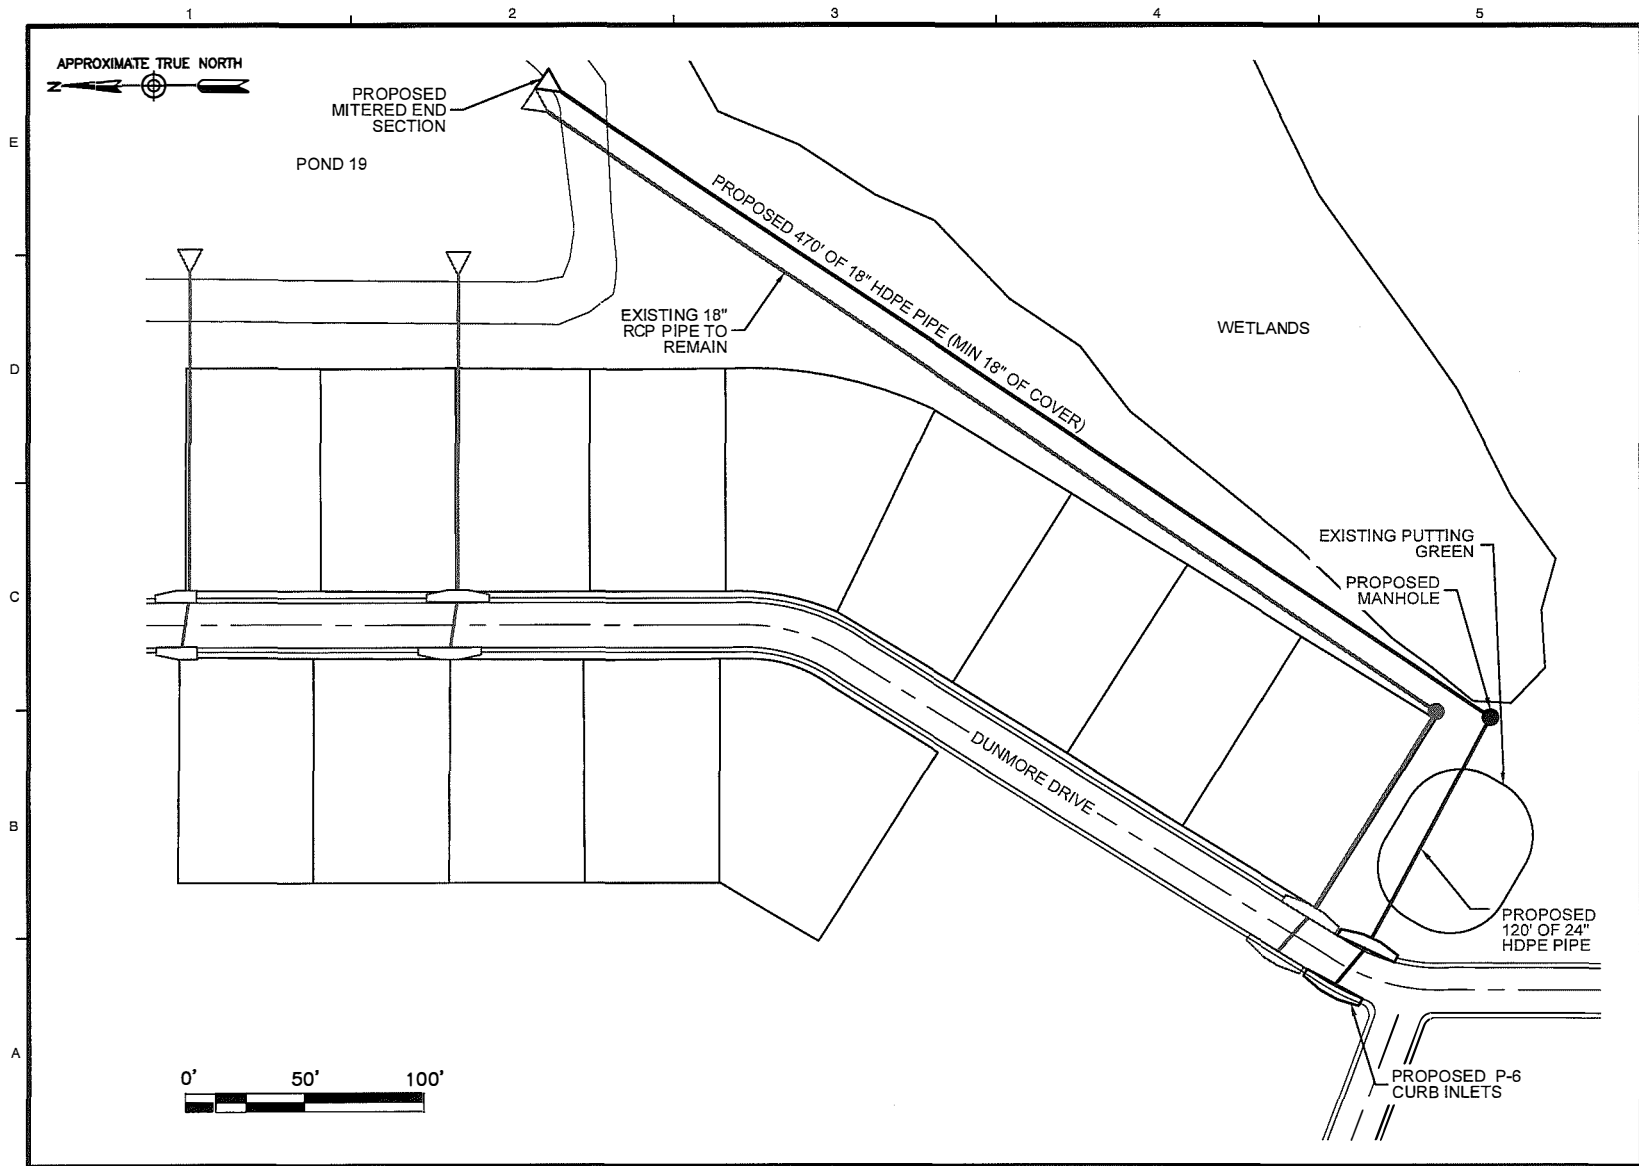 1 2 3 4 5
APPROXIMATE TRUE NORTH
N
PROPOSED
MITERED END
SECTION
E
POND 19
PROPOSED 470' OF 18" HDPE PIPE (MIN 18" OF COVER)
EXISTING 18"
RCP PIPE TO
REMAIN
WETLANDS
D
EXISTING PUTTING
GREEN
PROPOSED
MANHOLE
C
DUNMORE DRIVE
B
PROPOSED
120' OF 24"
HDPE PIPE
A
0' 50' 100'
PROPOSED P-6
CURB INLETS